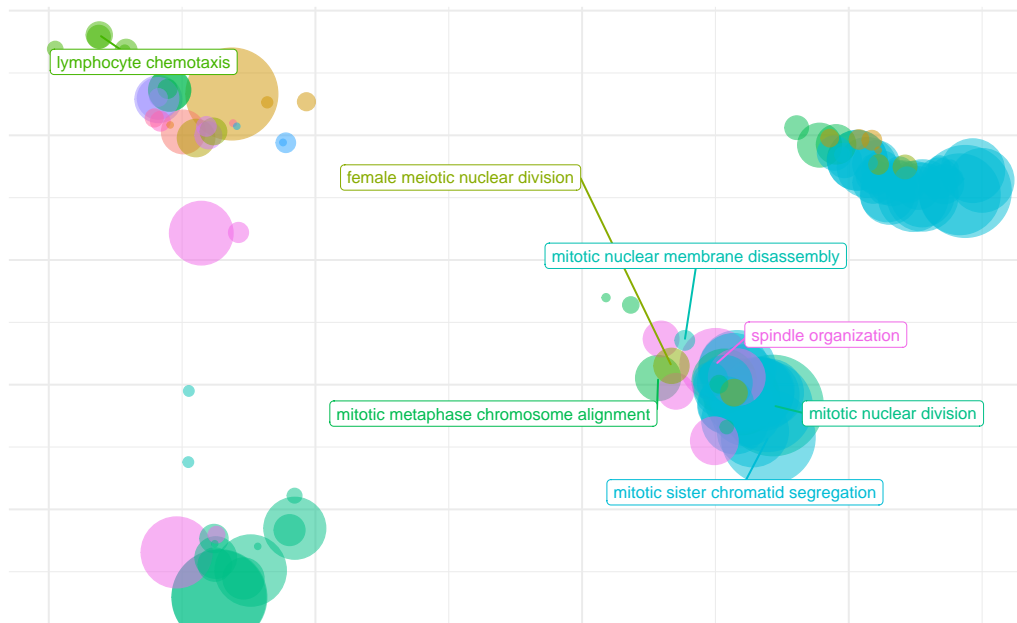 lymphocyte chemotaxis
female meiotic nuclear division
mitotic nuclear membrane disassembly
spindle organization
mitotic metaphase chromosome alignment
mitotic nuclear division
mitotic sister chromatid segregation